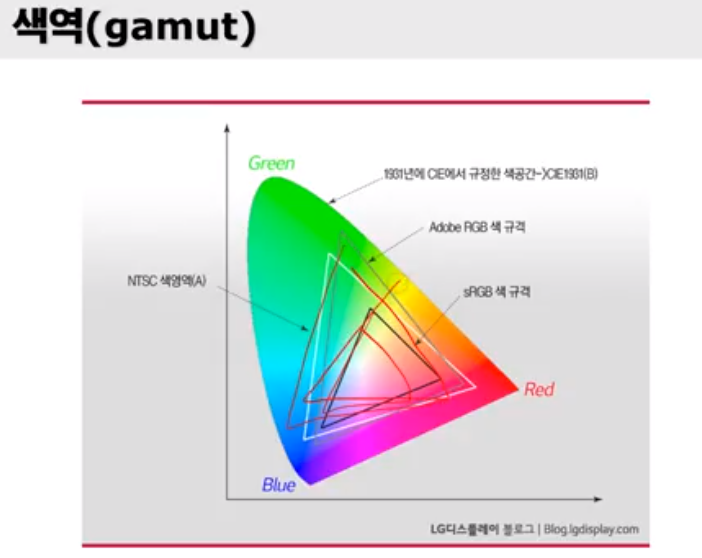 색역(gamut)
Green
1931년에 CIE에서 규정한 색공간->CIE1931(B)
Adobe RGB 색 규격
NTSC 색영역(A)
sRGB 색 규격
Red
Blue
LG디스플레이 블로그 | Blog.lgdisplay.com